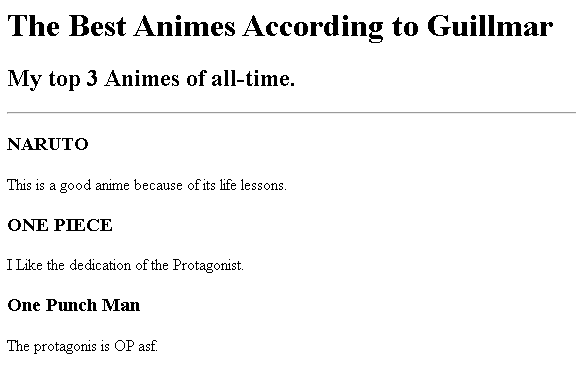 The Best Animes According to Guillmar
My top 3 Animes of all-time.
NARUTO
This is a good anime because of its life lessons.
ONE PIECE
I Like the dedication of the Protagonist.
One Punch Man
The protagonis is OP asf.